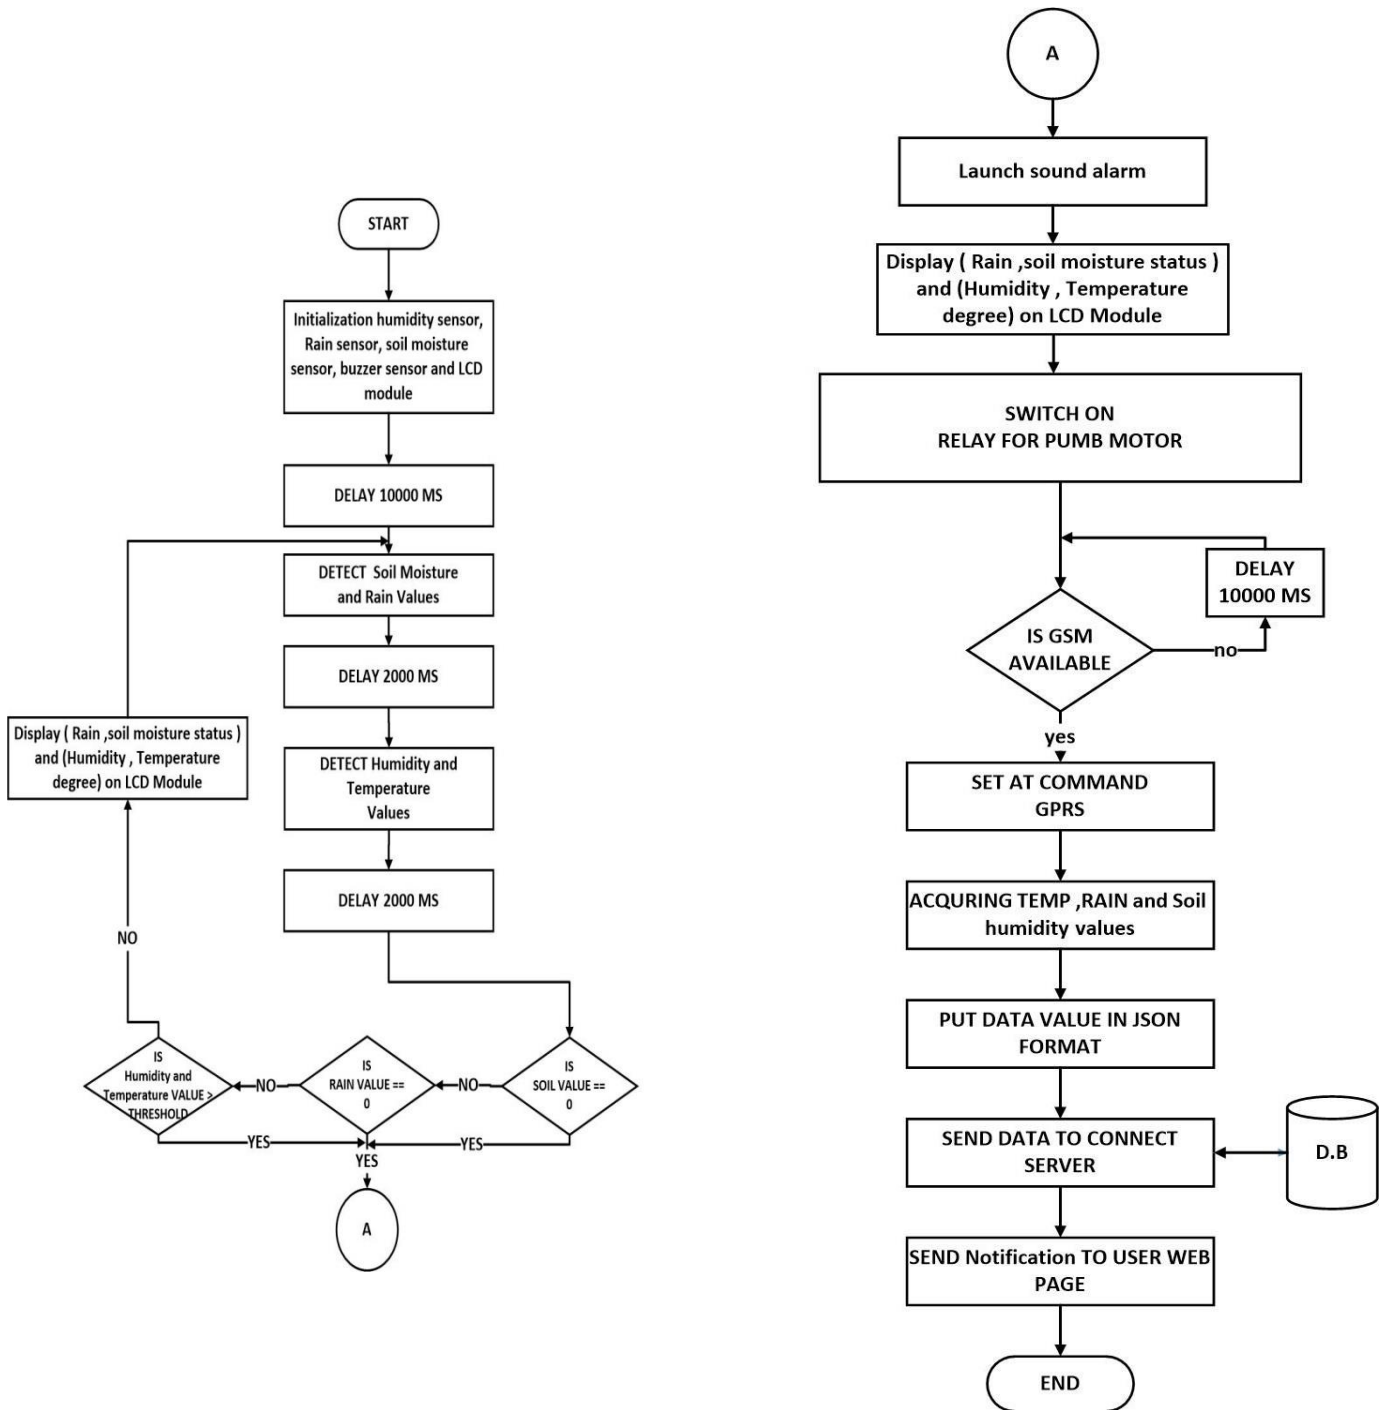 START
Initialization humidity sensor,
Rain sensor, soil moisture
sensor, buzzer sensor and LCD
module
DELAY 10000 MS
DETECT Soil Moisture
and Rain Values
DELAY 2000 MS
Display ( Rain ,soil moisture status )
and (Humidity , Temperature
degree) on LCD Module
DETECT Humidity and
Temperature
Values
DELAY 2000 MS
NO
IS
Humidity and
Temperature VALUE >
THRESHOLD
NO
IS
RAIN VALUE ==
0
NO
IS
SOIL VALUE ==
0
YES
YES
YES
A
A
Launch sound alarm
Display ( Rain ,soil moisture status )
and (Humidity , Temperature
degree) on LCD Module
SWITCH ON
RELAY FOR PUMB MOTOR
DELAY
10000 MS
IS GSM
AVAILABLE
no
yes
SET AT COMMAND
GPRS
ACQURING TEMP ,RAIN and Soil
humidity values
PUT DATA VALUE IN JSON
FORMAT
SEND DATA TO CONNECT
SERVER
D.B
SEND Notification TO USER WEB
PAGE
END